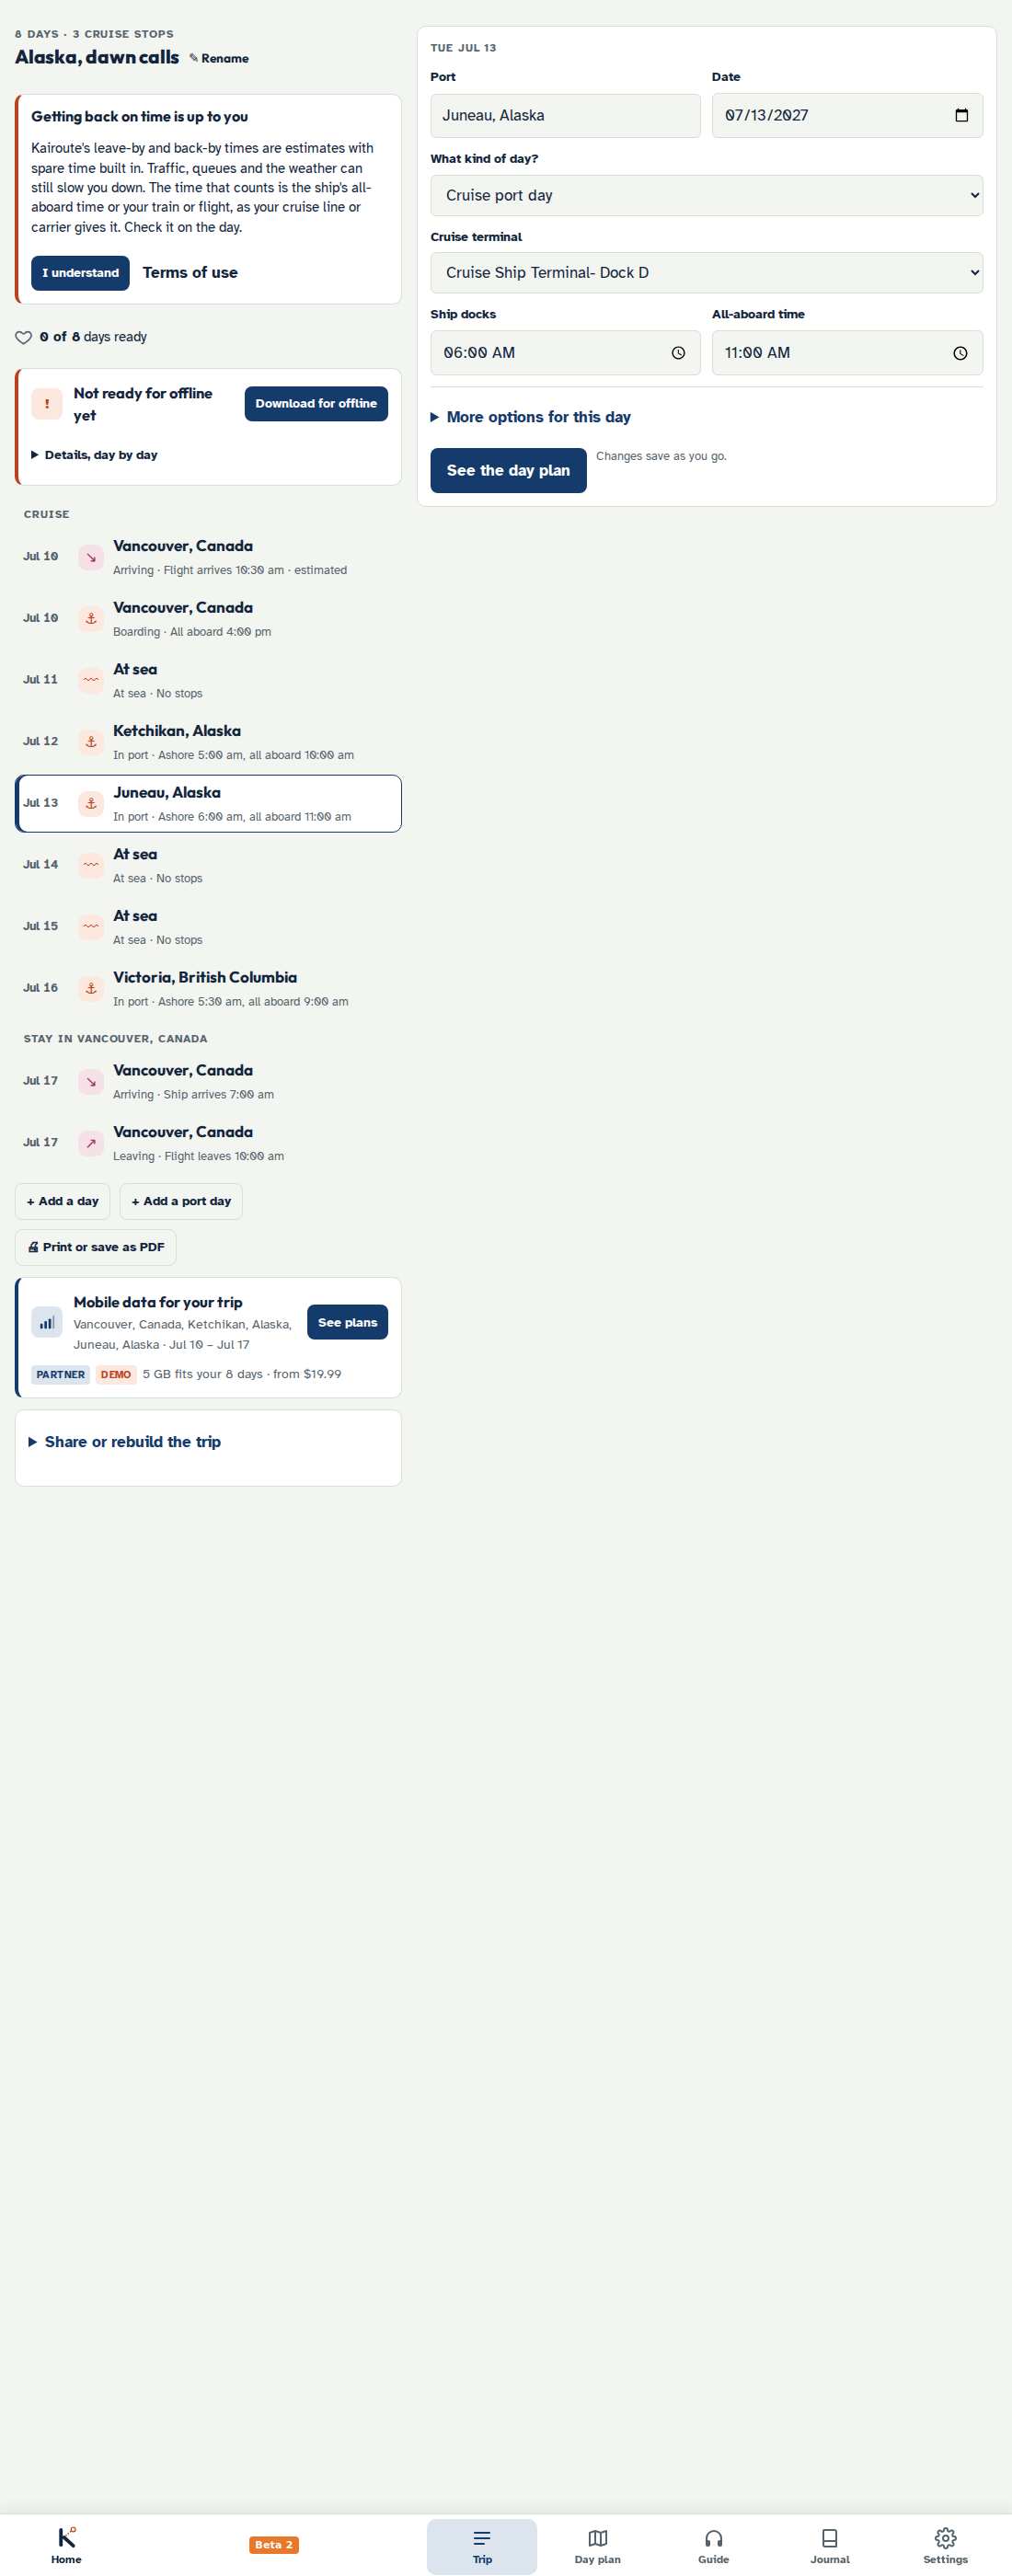 8 DAYS · 3 CRUISE STOPS
Alaska, dawn calls ✎ Rename
Getting back on time is up to you
Kairoute's leave-by and back-by times are estimates with
spare time built in. Traffic, queues and the weather can
still slow you down. The time that counts is the ship's all-
aboard time or your train or flight, as your cruise line or
carrier gives it. Check it on the day.
I understand Terms of use
0 of 8 days ready
! Not ready for offline
yet
Download for offline
Details, day by day
CRUISE
Jul 10 Vancouver, Canada
Arriving · Flight arrives 10:30 am · estimated
Jul 10 Vancouver, Canada
Boarding · All aboard 4:00 pm
Jul 11 At sea
At sea · No stops
Jul 12 Ketchikan, Alaska
In port · Ashore 5:00 am, all aboard 10:00 am
Jul 13 Juneau, Alaska
In port · Ashore 6:00 am, all aboard 11:00 am
Jul 14 At sea
At sea · No stops
Jul 15 At sea
At sea · No stops
Jul 16 Victoria, British Columbia
In port · Ashore 5:30 am, all aboard 9:00 am
STAY IN VANCOUVER, CANADA
Jul 17 Vancouver, Canada
Arriving · Ship arrives 7:00 am
Jul 17 Vancouver, Canada
Leaving · Flight leaves 10:00 am
+ Add a day + Add a port day
Print or save as PDF
Mobile data for your trip
Vancouver, Canada, Ketchikan, Alaska,
Juneau, Alaska · Jul 10 – Jul 17
See plans
PARTNER DEMO 5 GB fits your 8 days · from $19.99
Share or rebuild the trip
TUE JUL 13
Port Date
Juneau, Alaska 07/13/2027
What kind of day?
Cruise port day
Cruise terminal
Cruise Ship Terminal- Dock D
Ship docks All-aboard time
06:00 AM 11:00 AM
More options for this day
See the day plan Changes save as you go.
Home Beta 2 Trip Day plan Guide Journal Settings